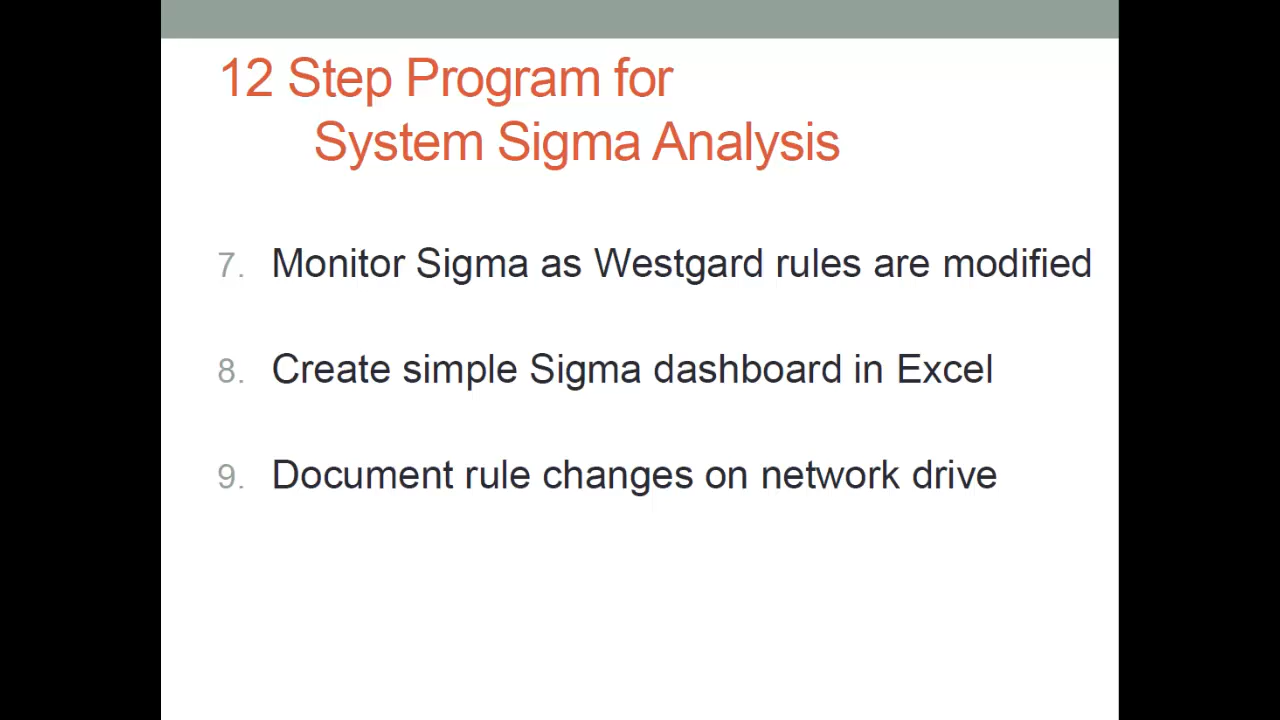 12 Step Program for
System Sigma Analysis
7. Monitor Sigma as Westgard rules are modified
8. Create simple Sigma dashboard in Excel
9. Document rule changes on network drive